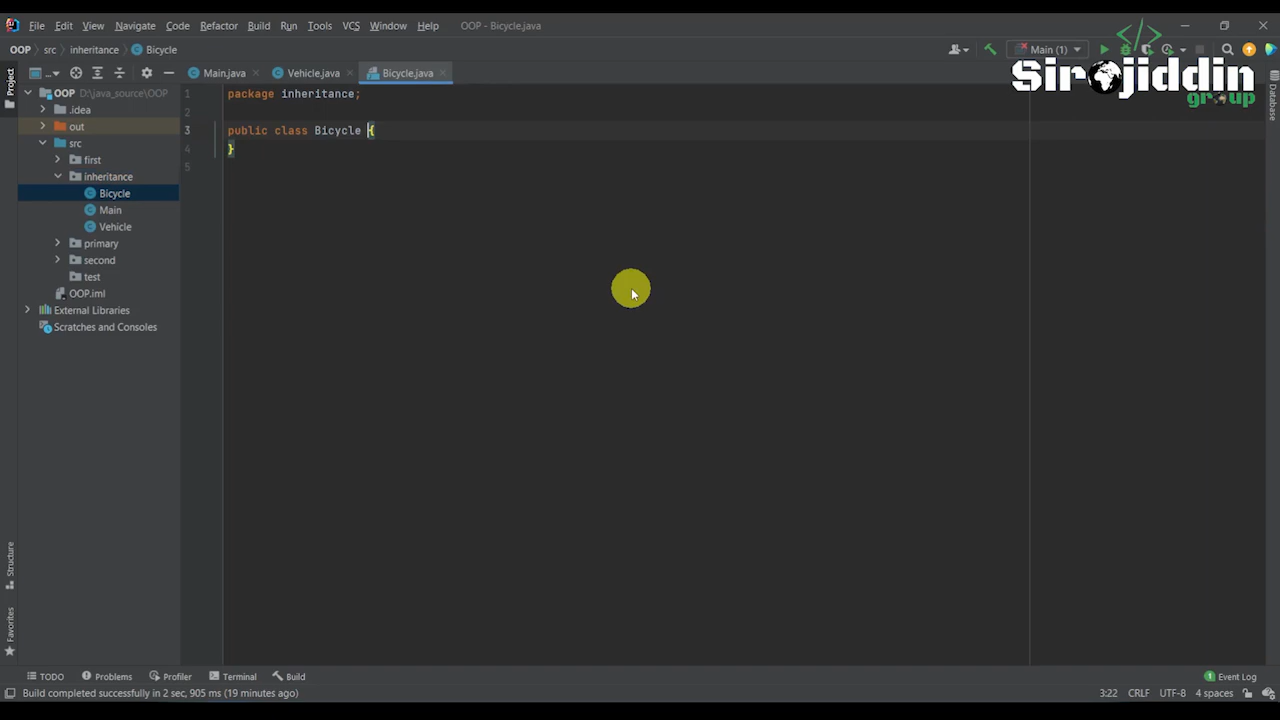 File Edit View Navigate Code Refactor Build Run Tools VCS Window Help OOP - Bicycle.java
OOP src inheritance Bicycle Main (1)
</>
Sirojiddin
group
... Main.java Vehicle.java Bicycle.java
Project
Database
OOP D:\java_source\OOP
.idea
out
src
first
inheritance
Bicycle
Main
Vehicle
primary
second
test
OOP.iml
External Libraries
Scratches and Consoles
1 package inheritance;
2
3 public class Bicycle {
4 }
5
Structure
Favorites
TODO Problems Profiler Terminal Build 1 Event Log
Build completed successfully in 2 sec, 905 ms (19 minutes ago) 3:22 CRLF UTF-8 4 spaces